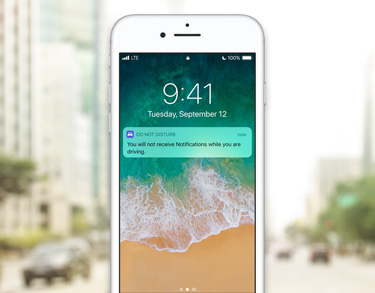 LTE 100%
9:41
Tuesday, September 12
DO NOT DISTURB now
You will not receive Notifications while you are
driving.